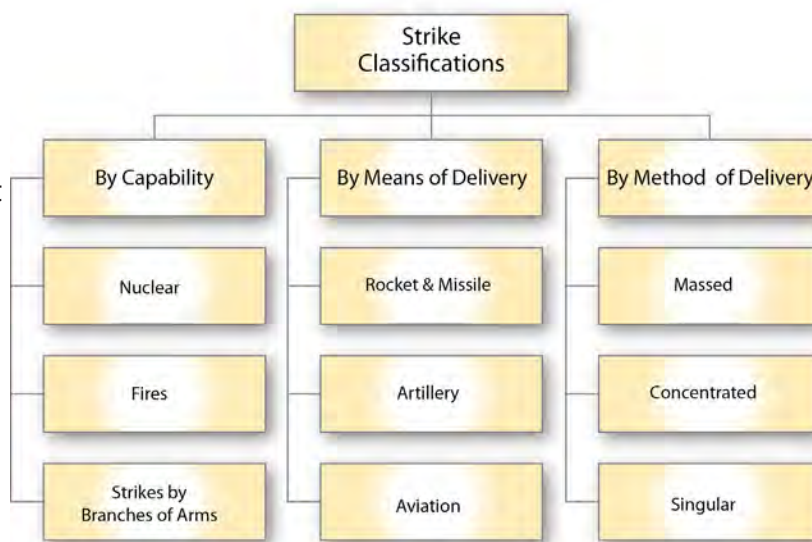 Strike
Classifications
By Capability
By Means of Delivery
By Method of Delivery
Nuclear
Rocket & Missile
Massed
Fires
Artillery
Concentrated
Strikes by
Branches of Arms
Aviation
Singular